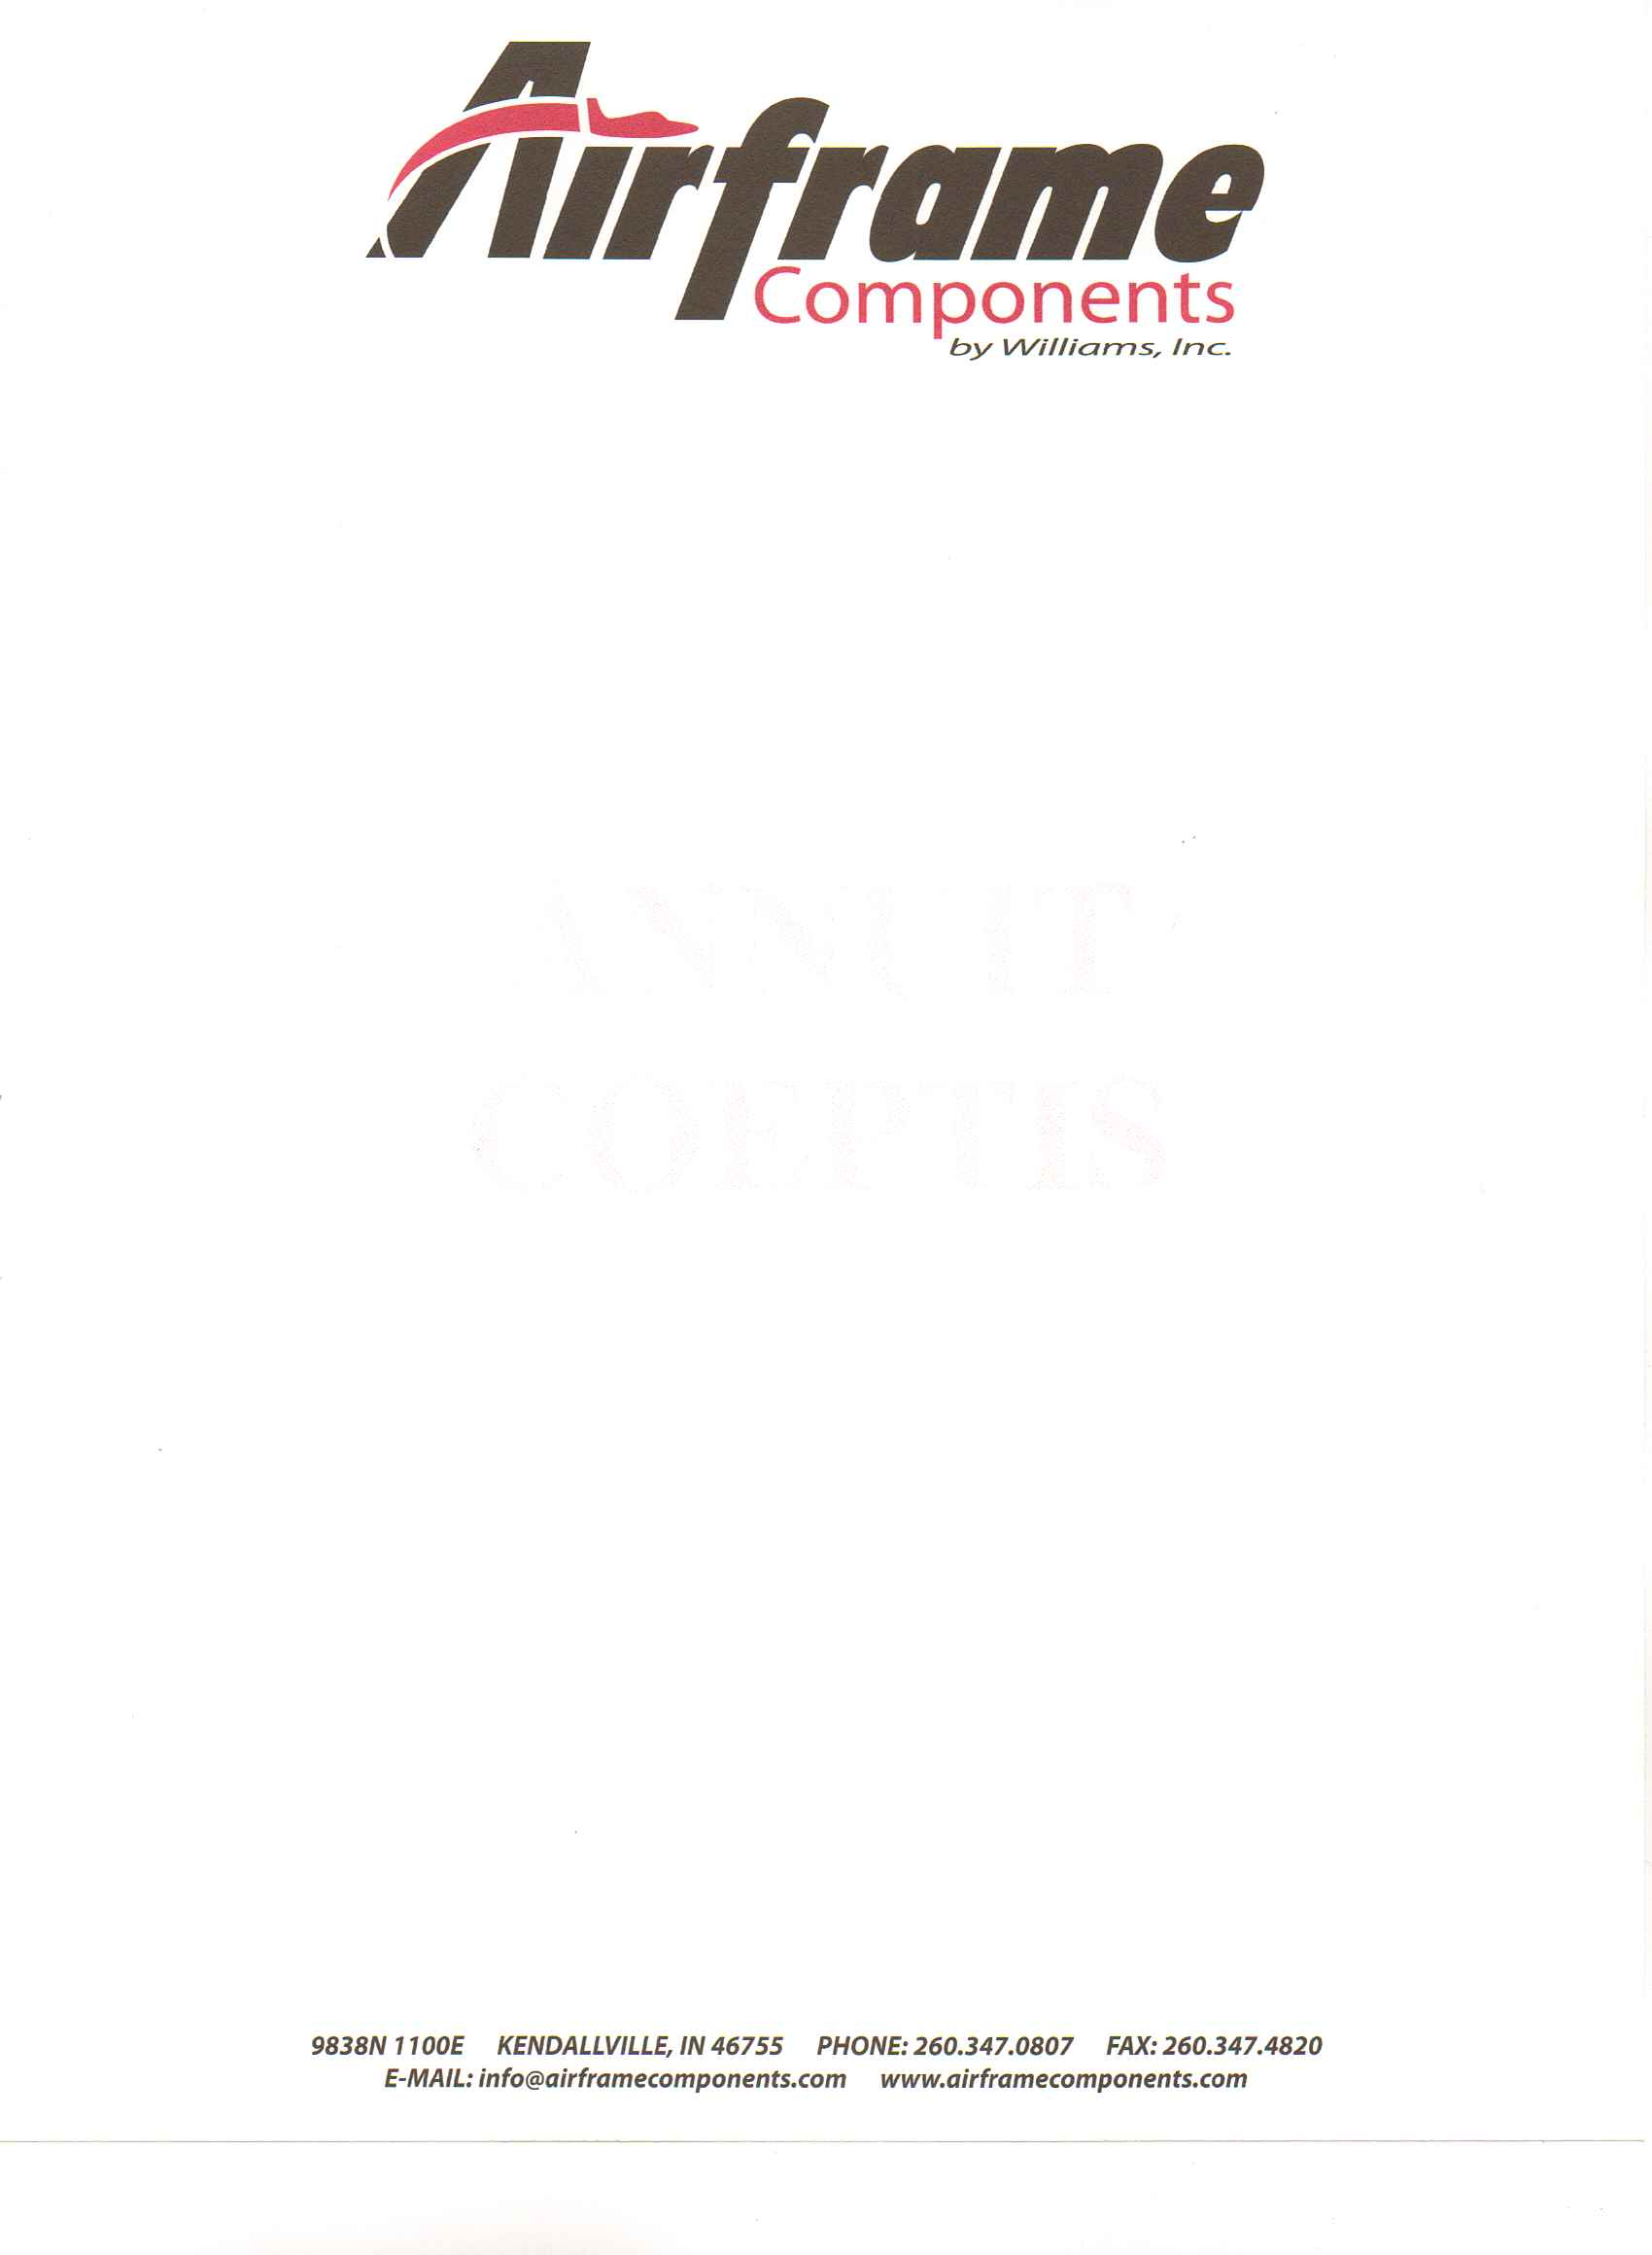 Airframe
Components
by Williams, Inc.
ANNUIT
COEPTIS
9838N 1100E KENDALLVILLE, IN 46755 PHONE: 260.347.0807 FAX: 260.347.4820
E-MAIL: info@airframecomponents.com www.airframecomponents.com